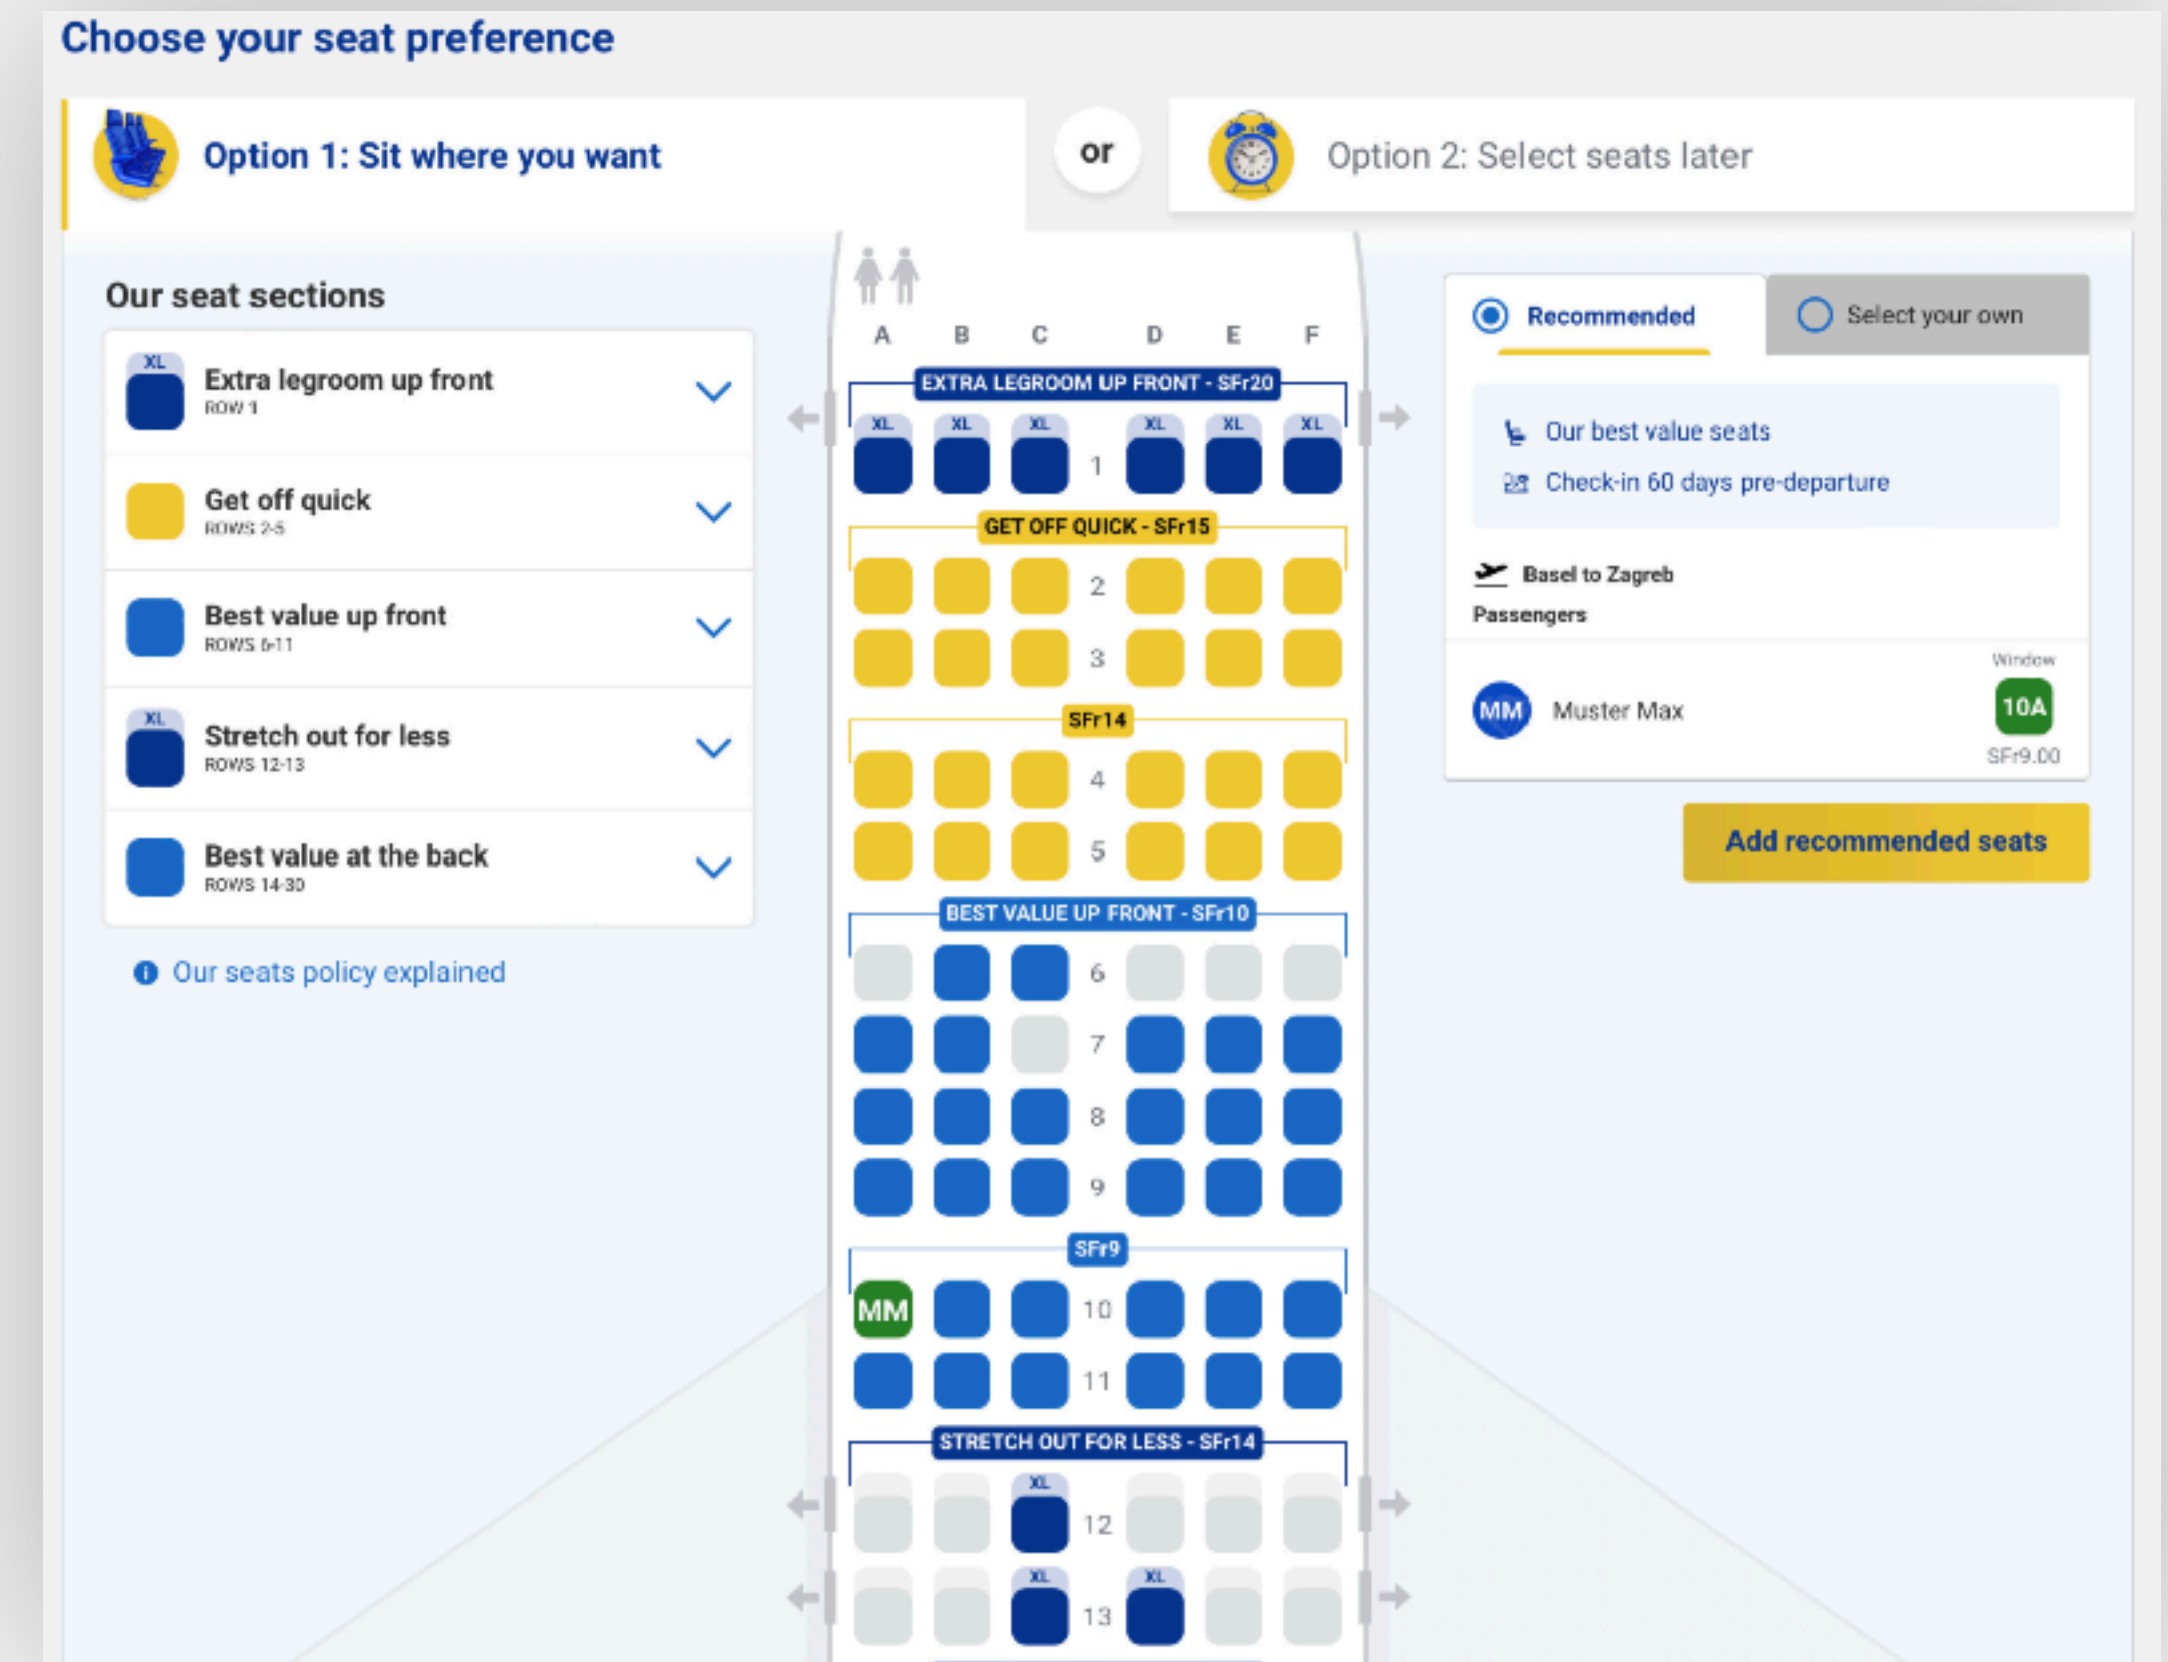 Choose your seat preference
Option 1: Sit where you want
or
Option 2: Select seats later
Our seat sections
XL
Extra legroom up front
ROW 1
Get off quick
ROWS 2-5
Best value up front
ROWS 6-11
XL
Stretch out for less
ROWS 12-13
Best value at the back
ROWS 14-30
Our seats policy explained
A B C D E F
EXTRA LEGROOM UP FRONT - SFr20
XL XL XL XL XL XL
1
GET OFF QUICK - SFr15
2
3
SFr14
4
5
BEST VALUE UP FRONT - SFr10
6
7
8
9
SFr9
MM 10
11
STRETCH OUT FOR LESS - SFr14
XL
12
XL XL
13
Recommended
Select your own
Our best value seats
Check-in 60 days pre-departure
Basel to Zagreb
Passengers
Window
MM Muster Max 10A
SFr9.00
Add recommended seats